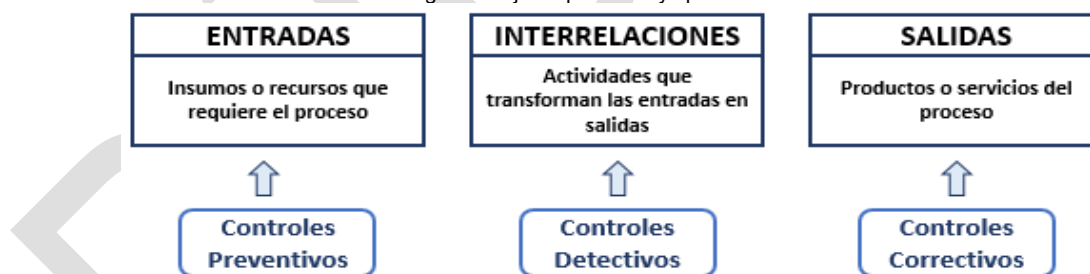 ENTRADAS
Insumos o recursos que
requiere el proceso
Controles
Preventivos
INTERRELACIONES
Actividades que
transforman las entradas en
salidas
Controles
Detectivos
SALIDAS
Productos o servicios del
proceso
Controles
Correctivos